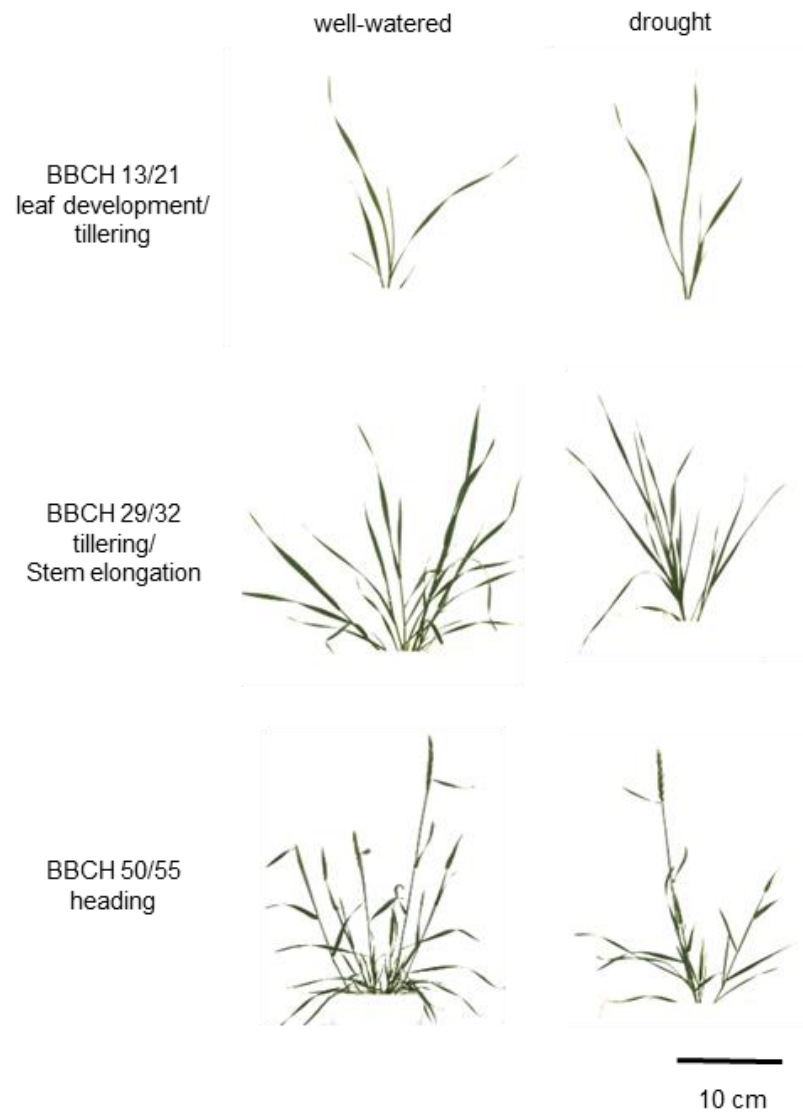 well-watered
drought
BBCH 13/21
leaf development/
tillering
BBCH 29/32
tillering/
Stem elongation
BBCH 50/55
heading
10 cm